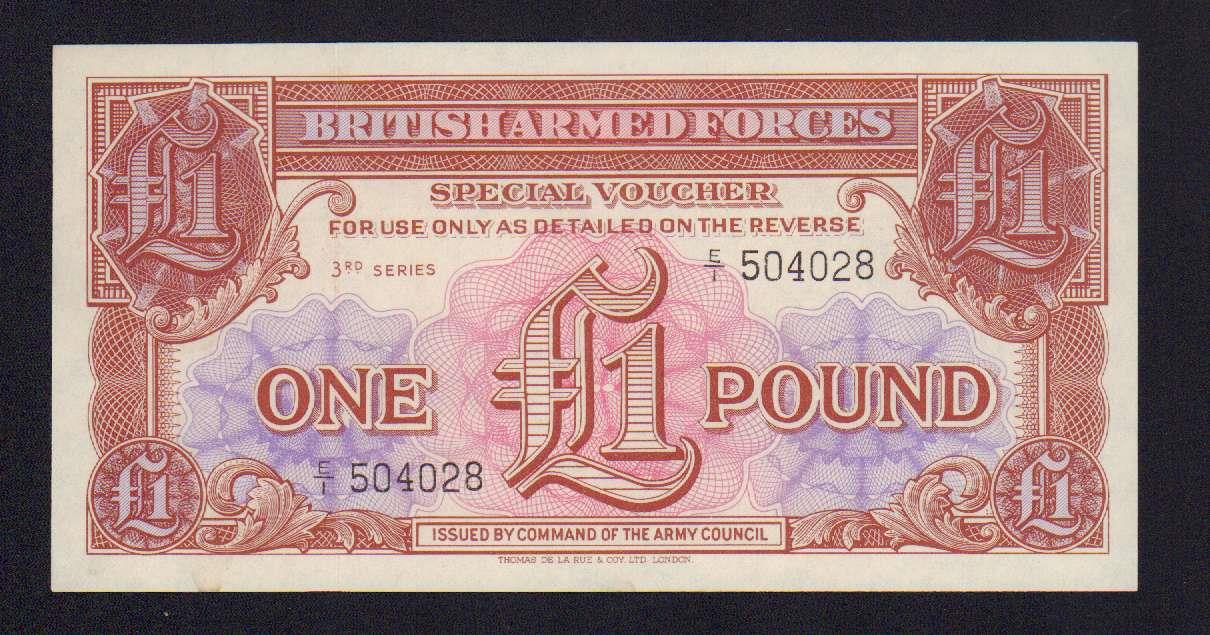 £1 BRITISH ARMED FORCES £1
SPECIAL VOUCHER
FOR USE ONLY AS DETAILED ON THE REVERSE
3RD SERIES E/1 504028
ONE £1 POUND
E/1 504028
£1 £1
ISSUED BY COMMAND OF THE ARMY COUNCIL
THOMAS DE LA RUE & COY. LTD. LONDON.